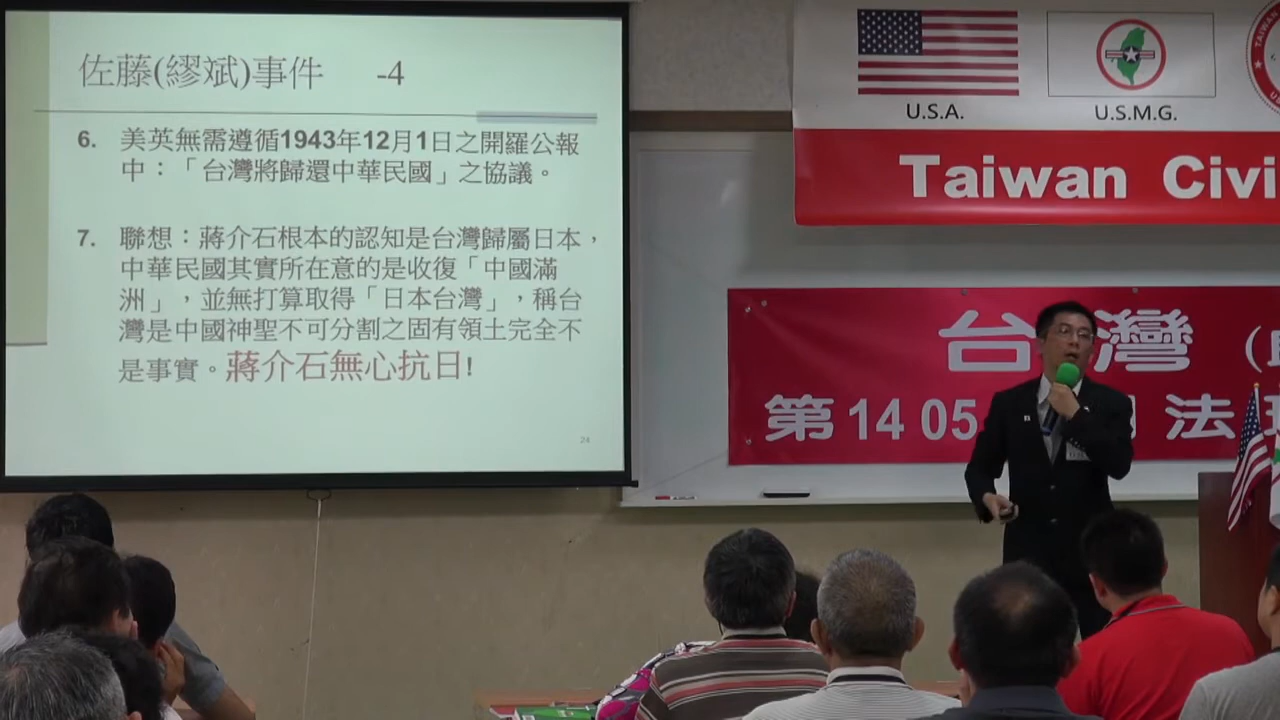 佐藤(繆斌)事件 -4
6. 美英無需遵循1943年12月1日之開羅公報
中：「台灣將歸還中華民國」之協議。
7. 聯想：蔣介石根本的認知是台灣歸屬日本，
中華民國其實所在意的是收復「中國滿
洲」，並無打算取得「日本台灣」，稱台
灣是中國神聖不可分割之固有領土完全不
是事實。蔣介石無心抗日!
24
U.S.A.
U.S.M.G.
TAIWAN
Taiwan Civi
台灣（
第1405
法